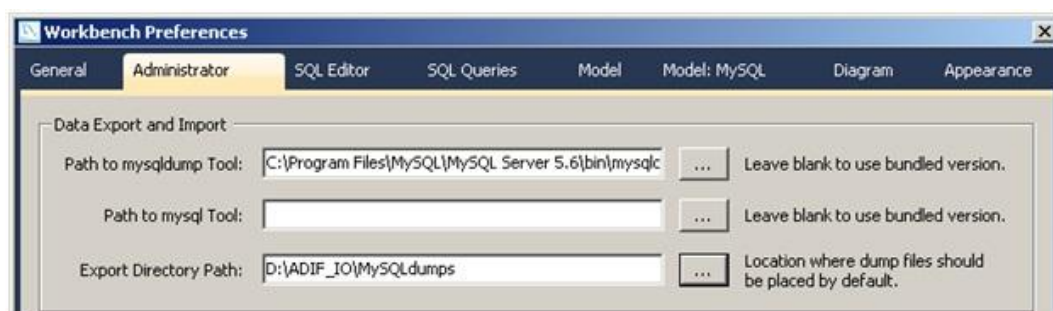 Workbench Preferences
General Administrator SQL Editor SQL Queries Model Model: MySQL Diagram Appearance
Data Export and Import
Path to mysqldump Tool: C:\Program Files\MySQL\MySQL Server 5.6\bin\mysqlc ... Leave blank to use bundled version.
Path to mysql Tool: ... Leave blank to use bundled version.
Export Directory Path: D:\ADIF_IO\MySQLdumps ... Location where dump files should
be placed by default.